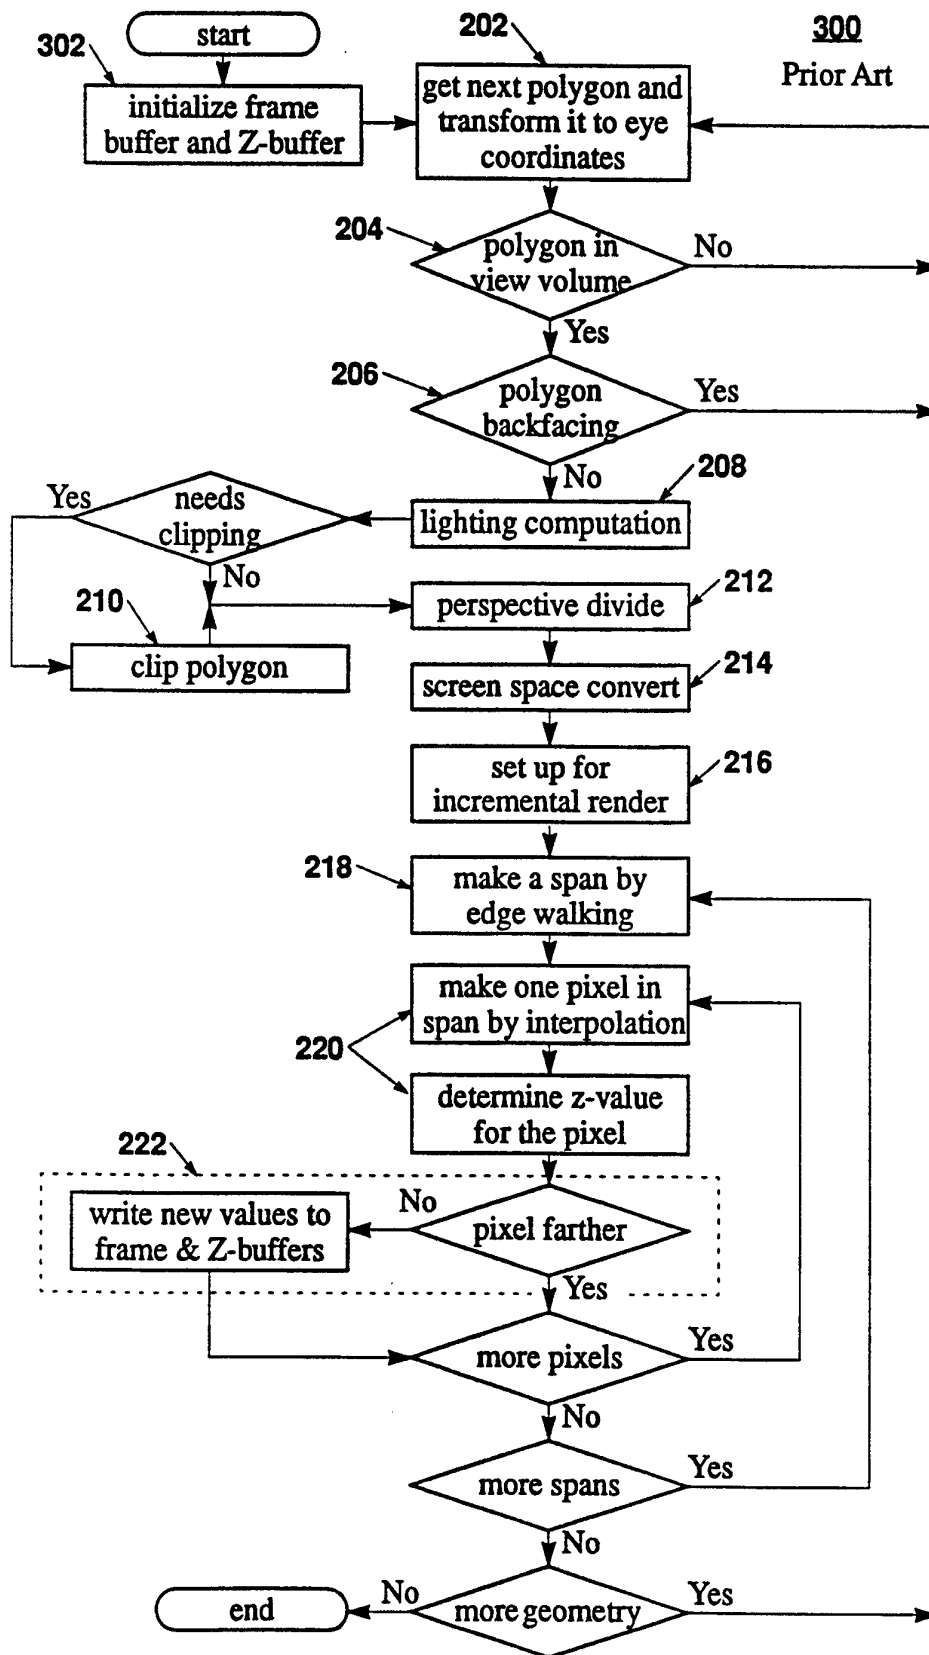 start
302
202
300
Prior Art
initialize frame
buffer and Z-buffer
get next polygon and
transform it to eye
coordinates
204
polygon in
view volume
No
Yes
206
polygon
backfacing
Yes
No
208
lighting computation
needs
clipping
Yes
No
210
clip polygon
perspective divide
212
screen space convert
214
set up for
incremental render
216
218
make a span by
edge walking
make one pixel in
span by interpolation
220
determine z-value
for the pixel
222
write new values to
frame & Z-buffers
No
pixel farther
Yes
more pixels
Yes
No
more spans
Yes
No
more geometry
No
Yes
end